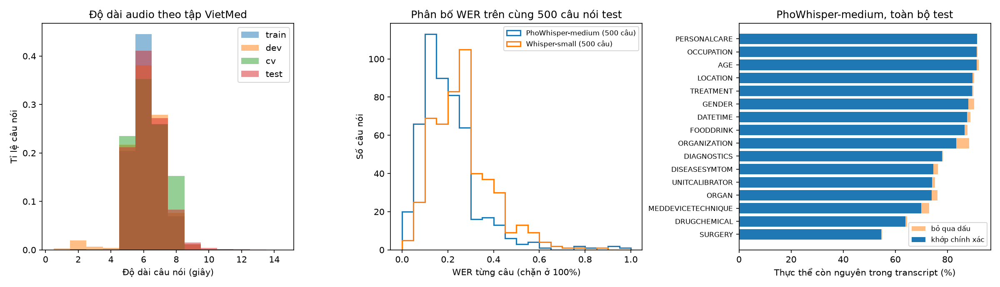 Độ dài audio theo tập VietMed
train
dev
cv
test
0.4
0.3
0.2
0.1
0.0
0 2 4 6 8 10 12 14
Tỉ lệ câu nói
Độ dài câu nói (giây)
Phân bố WER trên cùng 500 câu nói test
PhoWhisper-medium (500 câu)
Whisper-small (500 câu)
100
80
60
40
20
0
0.0 0.2 0.4 0.6 0.8 1.0
Số câu nói
WER từng câu (chặn ở 100%)
PhoWhisper-medium, toàn bộ test
PERSONALCARE
OCCUPATION
AGE
LOCATION
TREATMENT
GENDER
DATETIME
FOODDRINK
ORGANIZATION
DIAGNOSTICS
DISEASESYMTOM
UNITCALIBRATOR
ORGAN
MEDDEVICETECHNIQUE
DRUGCHEMICAL
SURGERY
bỏ qua dấu
khớp chính xác
0 20 40 60 80
Thực thể còn nguyên trong transcript (%)